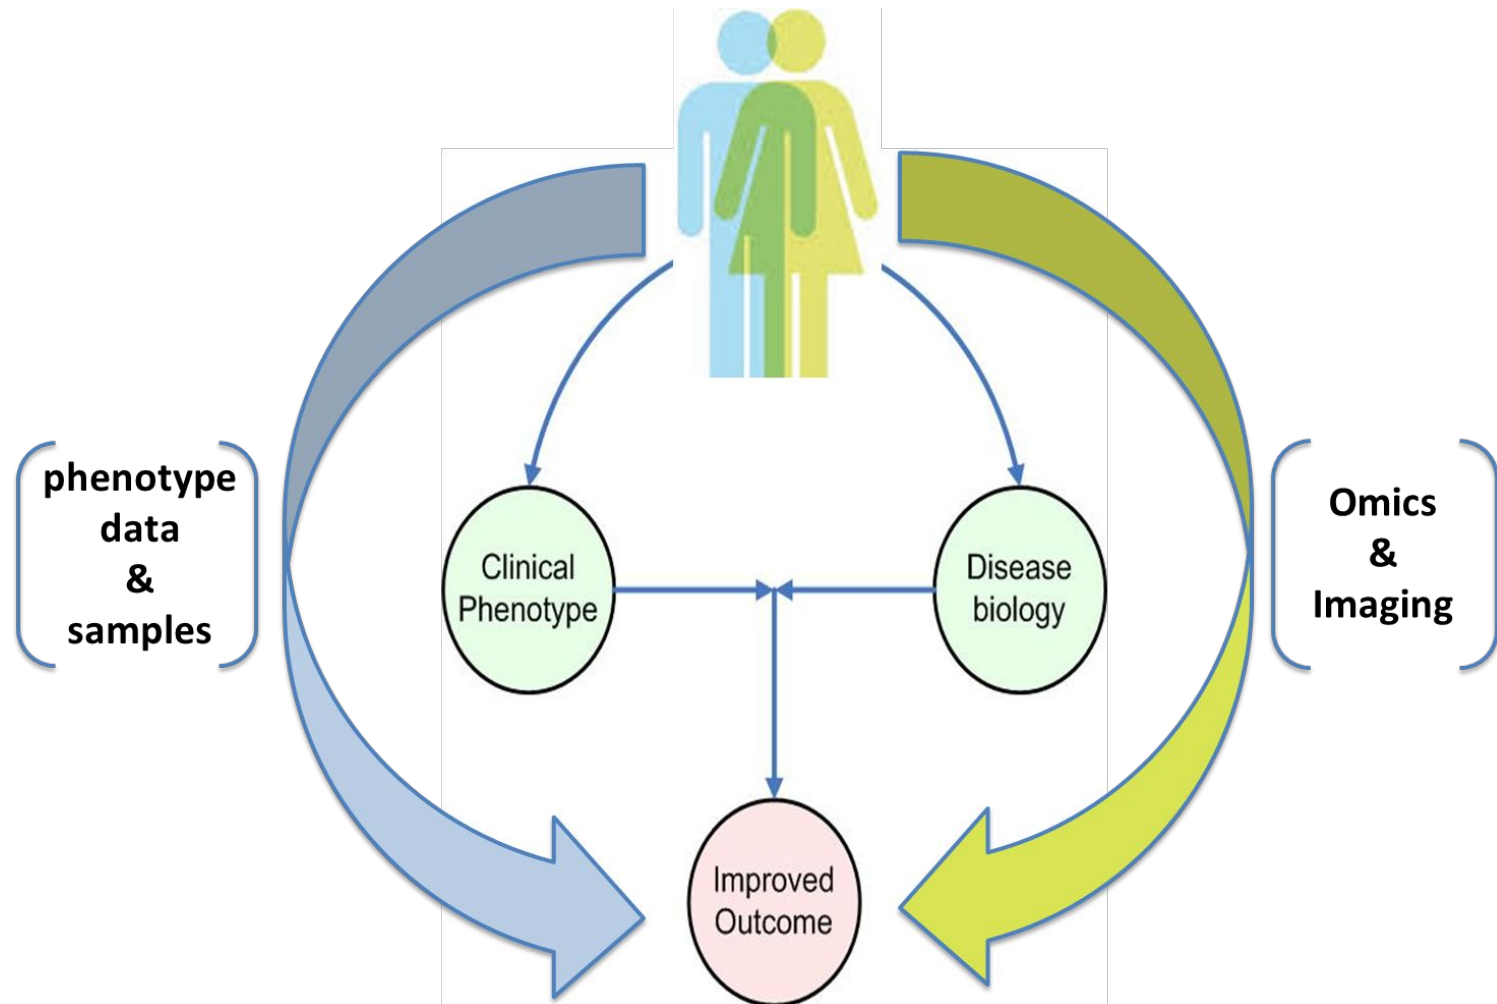 phenotype
data
&
samples
Clinical
Phenotype
Disease
biology
Omics
&
Imaging
Improved
Outcome